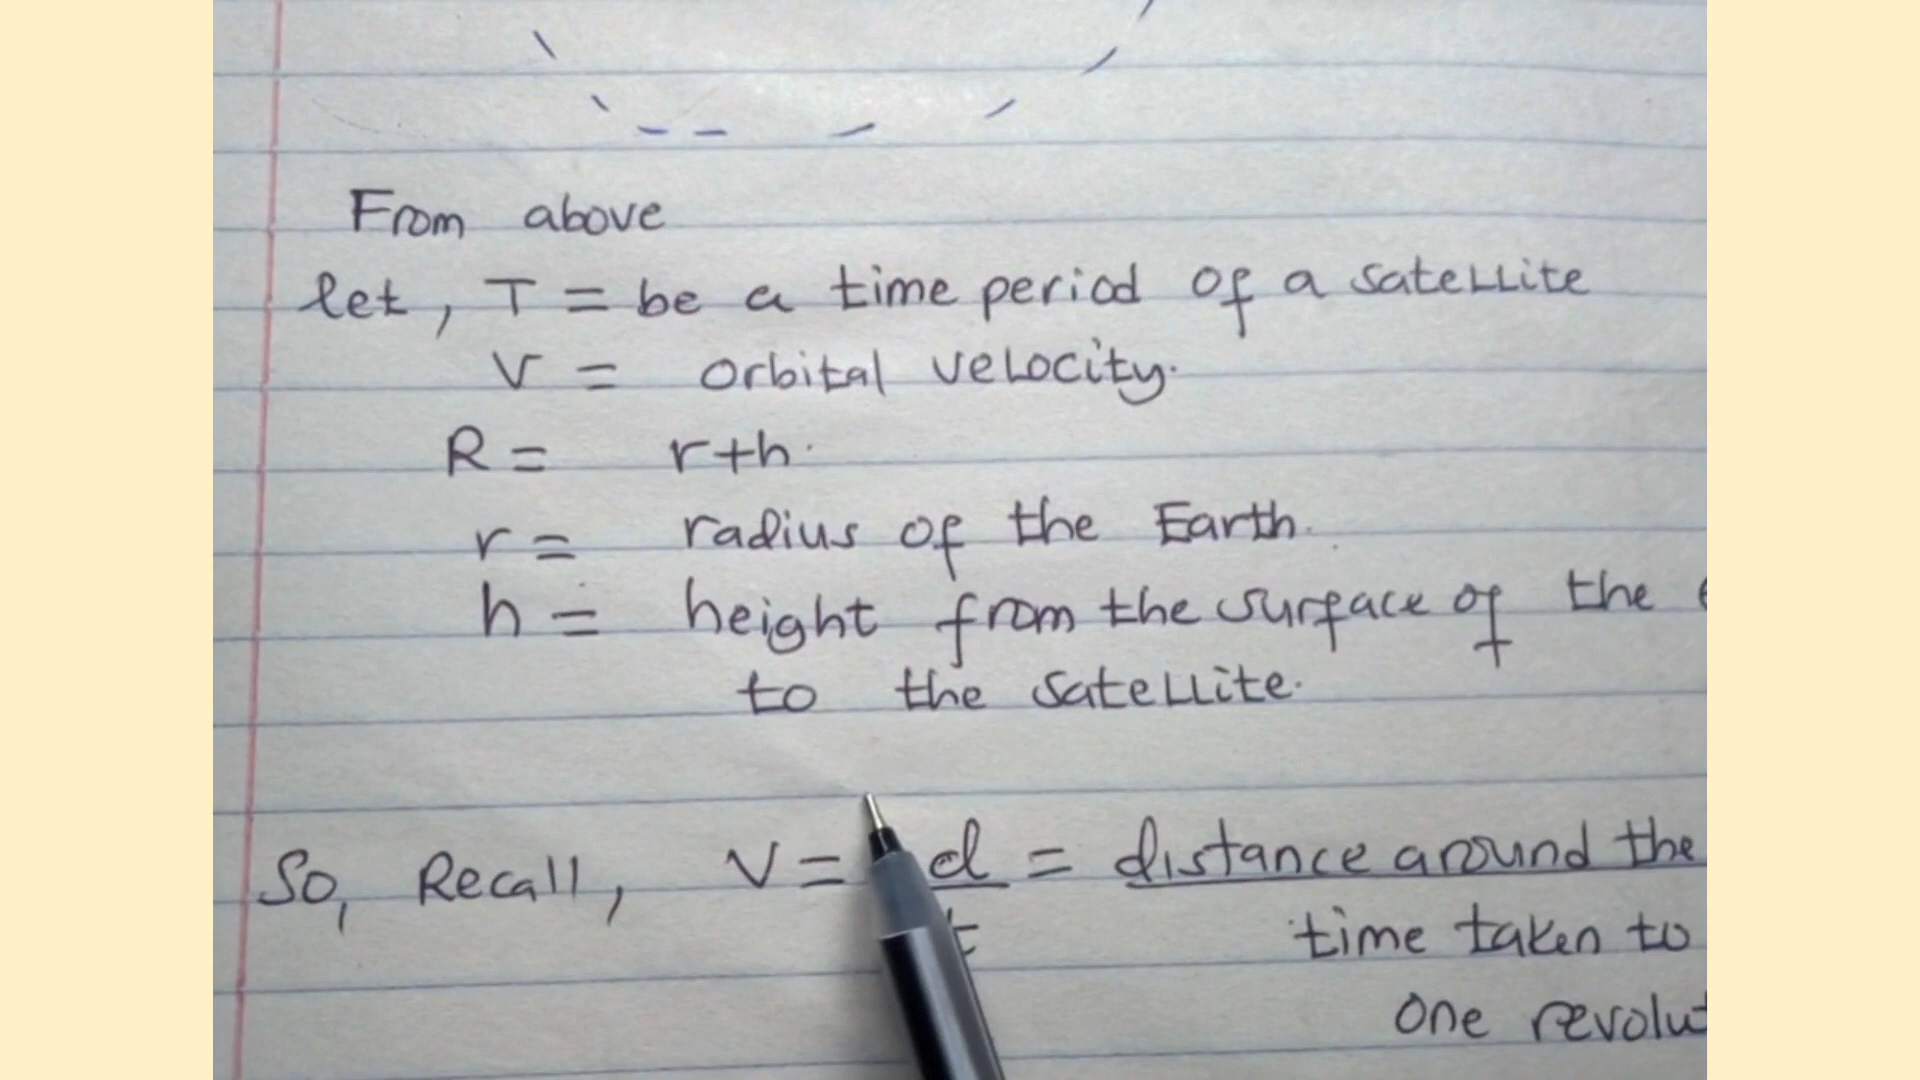 From above
let, T = be a time period of a satellite
V = orbital velocity.
R = r+h.
r = radius of the Earth.
h = height from the surface of the
to the satellite.
So, Recall, V = d = distance around the
t time taken to
One